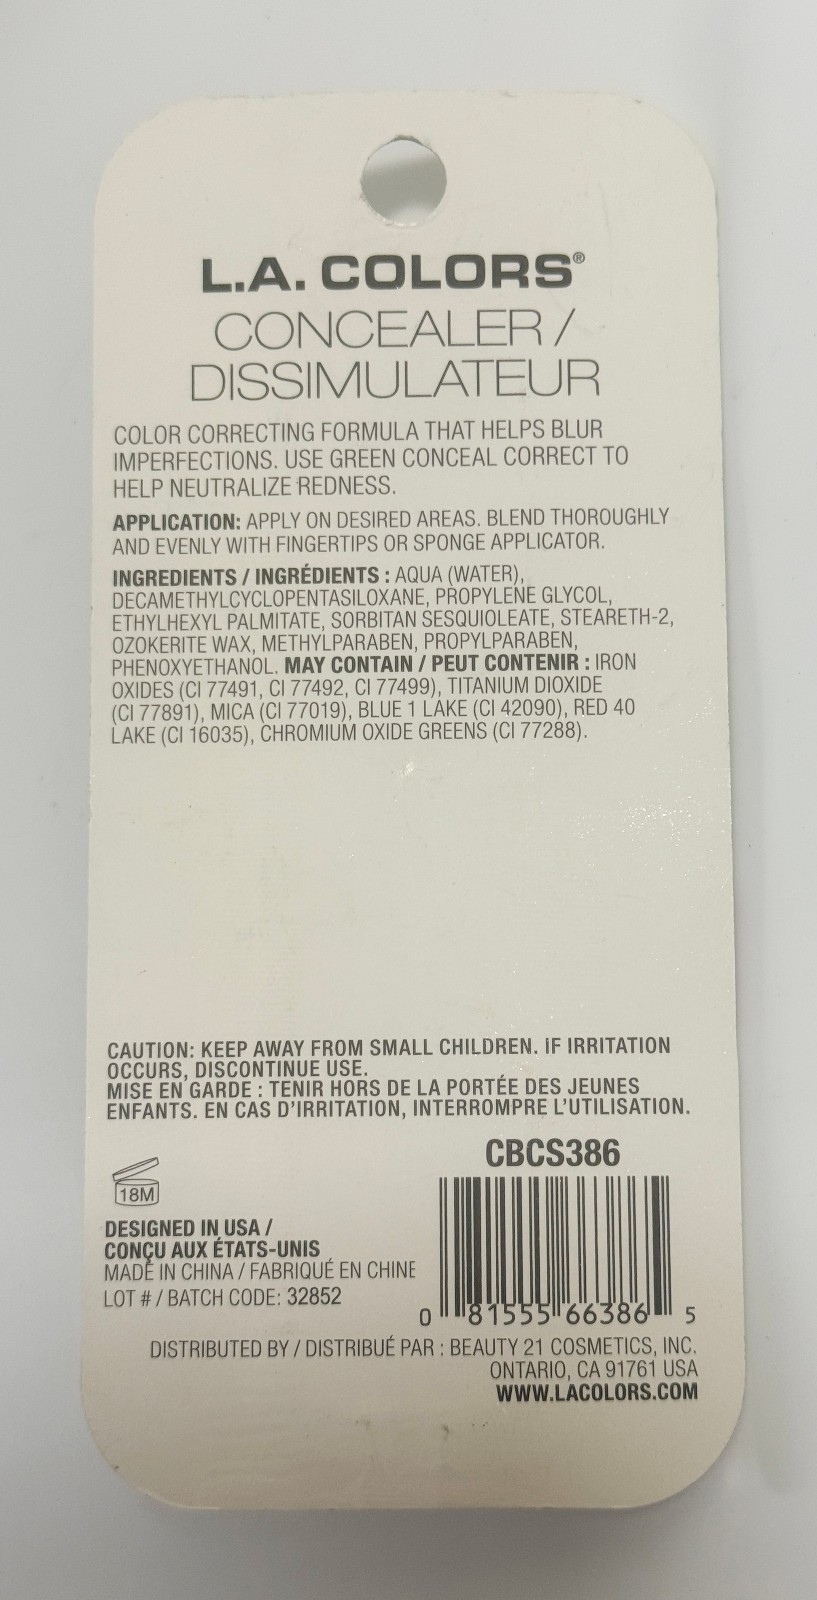 L.A. COLORS®
CONCEALER /
DISSIMULATEUR
COLOR CORRECTING FORMULA THAT HELPS BLUR
IMPERFECTIONS. USE GREEN CONCEAL CORRECT TO
HELP NEUTRALIZE REDNESS.
APPLICATION: APPLY ON DESIRED AREAS. BLEND THOROUGHLY
AND EVENLY WITH FINGERTIPS OR SPONGE APPLICATOR.
INGREDIENTS / INGRÉDIENTS : AQUA (WATER),
DECAMETHYLCYCLOPENTASILOXANE, PROPYLENE GLYCOL,
ETHYLHEXYL PALMITATE, SORBITAN SESQUIOLEATE, STEARETH-2,
OZOKERITE WAX, METHYLPARABEN, PROPYLPARABEN,
PHENOXYETHANOL. MAY CONTAIN / PEUT CONTENIR : IRON
OXIDES (CI 77491, CI 77492, CI 77499), TITANIUM DIOXIDE
(CI 77891), MICA (CI 77019), BLUE 1 LAKE (CI 42090), RED 40
LAKE (CI 16035), CHROMIUM OXIDE GREENS (CI 77288).
CAUTION: KEEP AWAY FROM SMALL CHILDREN. IF IRRITATION
OCCURS, DISCONTINUE USE.
MISE EN GARDE : TENIR HORS DE LA PORTÉE DES JEUNES
ENFANTS. EN CAS D'IRRITATION, INTERROMPRE L'UTILISATION.
CBCS386
18M
DESIGNED IN USA /
CONÇU AUX ÉTATS-UNIS
MADE IN CHINA / FABRIQUÉ EN CHINE
LOT # / BATCH CODE: 32852
0 81555 66386 5
DISTRIBUTED BY / DISTRIBUÉ PAR : BEAUTY 21 COSMETICS, INC.
ONTARIO, CA 91761 USA
WWW.LACOLORS.COM